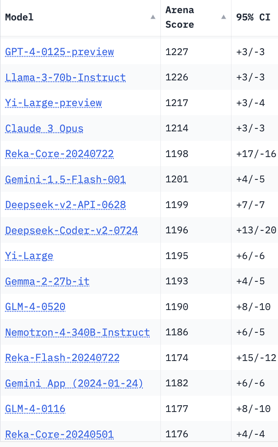 Model Arena Score 95% CI
GPT-4-0125-preview 1227 +3/-3
Llama-3-70b-Instruct 1226 +3/-3
Yi-Large-preview 1217 +3/-4
Claude 3 Opus 1214 +3/-3
Reka-Core-20240722 1198 +17/-16
Gemini-1.5-Flash-001 1201 +4/-5
Deepseek-v2-API-0628 1199 +7/-7
Deepseek-Coder-v2-0724 1196 +13/-20
Yi-Large 1195 +6/-6
Gemma-2-27b-it 1193 +4/-5
GLM-4-0520 1190 +8/-10
Nemotron-4-340B-Instruct 1186 +6/-5
Reka-Flash-20240722 1174 +15/-12
Gemini App (2024-01-24) 1182 +6/-6
GLM-4-0116 1177 +8/-10
Reka-Core-20240501 1176 +4/-4